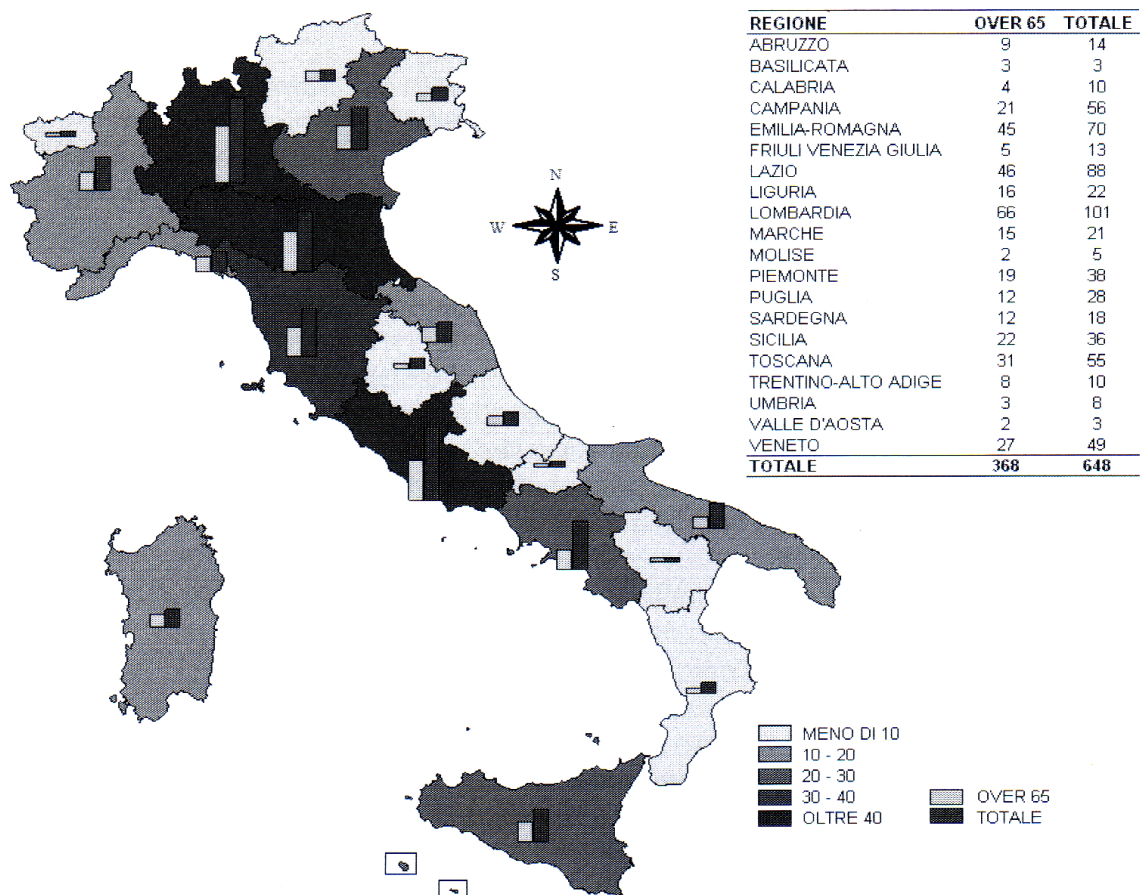 REGIONE OVER 65 TOTALE
ABRUZZO 9 14
BASILICATA 3 3
CALABRIA 4 10
CAMPANIA 21 56
EMILIA-ROMAGNA 45 70
FRIULI VENEZIA GIULIA 5 13
LAZIO 46 88
LIGURIA 16 22
LOMBARDIA 66 101
MARCHE 15 21
MOLISE 2 5
PIEMONTE 19 38
PUGLIA 12 28
SARDEGNA 12 18
SICILIA 22 36
TOSCANA 31 55
TRENTINO-ALTO ADIGE 8 10
UMBRIA 3 8
VALLE D'AOSTA 2 3
VENETO 27 49
TOTALE 368 648
N
W E
S
MENO DI 10
10 - 20
20 - 30
30 - 40
OLTRE 40
OVER 65
TOTALE